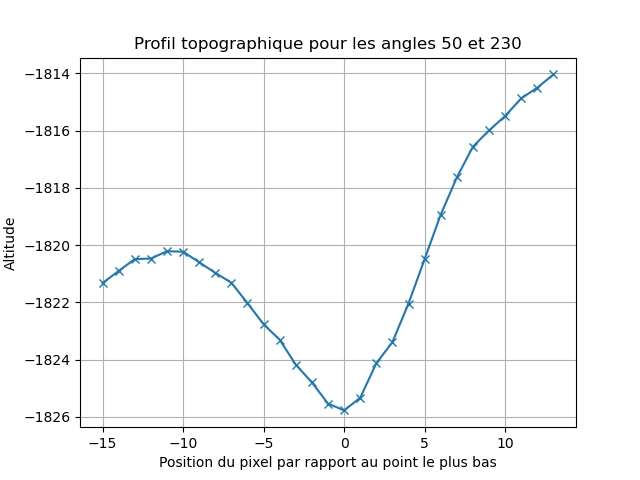 Profil topographique pour les angles 50 et 230
−1814
−1816
−1818
−1820
−1822
−1824
−1826
Altitude
−15 −10 −5 0 5 10
Position du pixel par rapport au point le plus bas